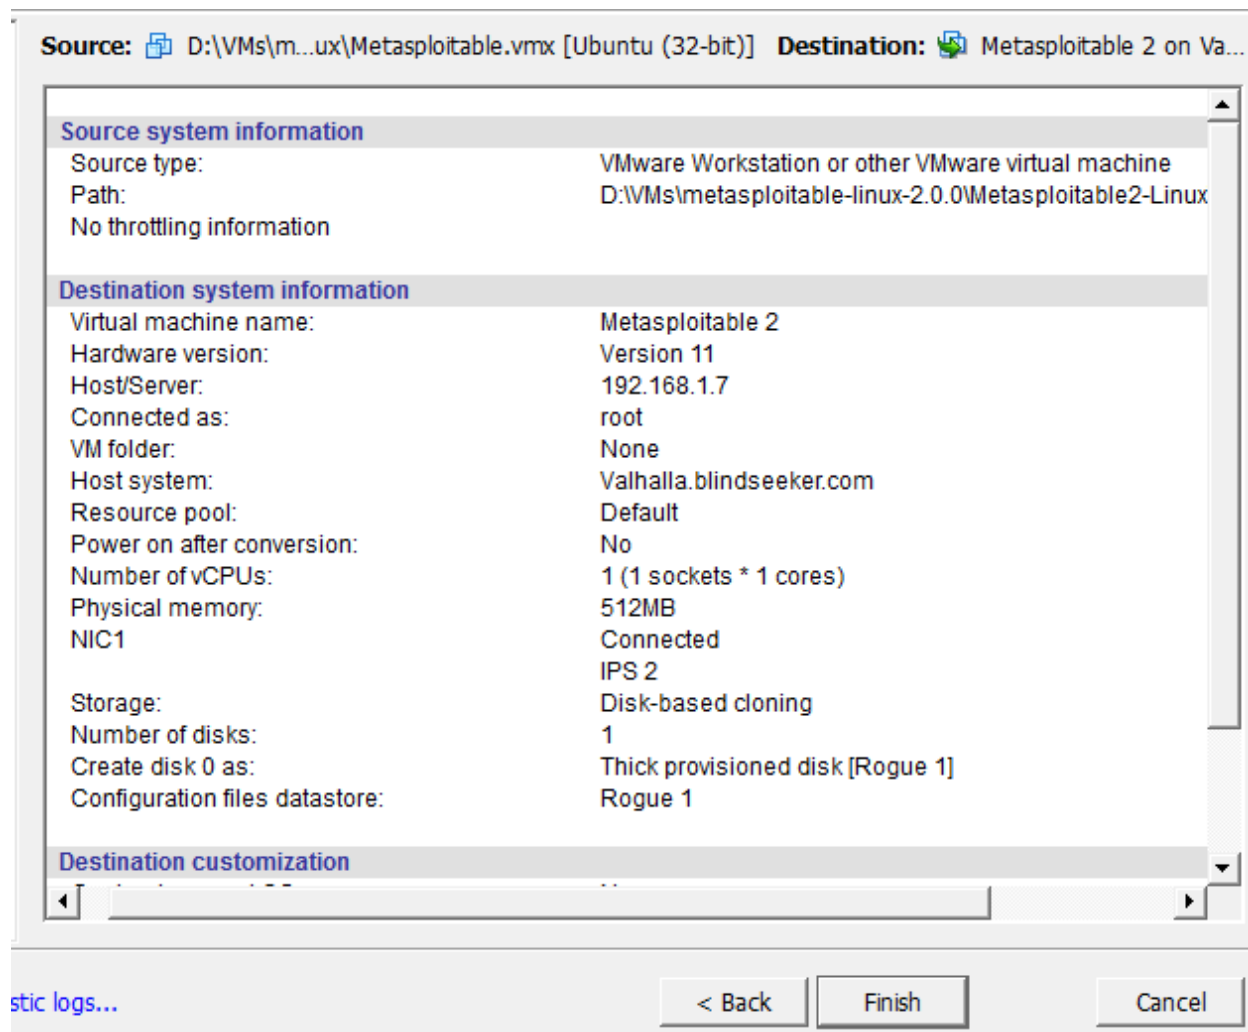 Source: D:\VMs\m...ux\Metasploitable.vmx [Ubuntu (32-bit)] Destination: Metasploitable 2 on Va...
Source system information
Source type: VMware Workstation or other VMware virtual machine
Path: D:\VMs\metasploitable-linux-2.0.0\Metasploitable2-Linux
No throttling information
Destination system information
Virtual machine name: Metasploitable 2
Hardware version: Version 11
Host/Server: 192.168.1.7
Connected as: root
VM folder: None
Host system: Valhalla.blindseeker.com
Resource pool: Default
Power on after conversion: No
Number of vCPUs: 1 (1 sockets * 1 cores)
Physical memory: 512MB
NIC1 Connected
IPS 2
Storage: Disk-based cloning
Number of disks: 1
Create disk 0 as: Thick provisioned disk [Rogue 1]
Configuration files datastore: Rogue 1
Destination customization
stic logs... < Back Finish Cancel